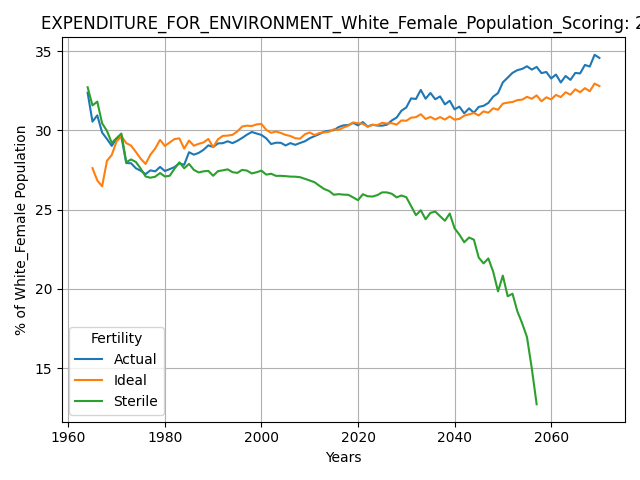 EXPENDITURE_FOR_ENVIRONMENT_White_Female_Population_Scoring: 2
35
30
25
20
15
% of White_Female Population
Fertility
Actual
Ideal
Sterile
1960 1980 2000 2020 2040 2060
Years